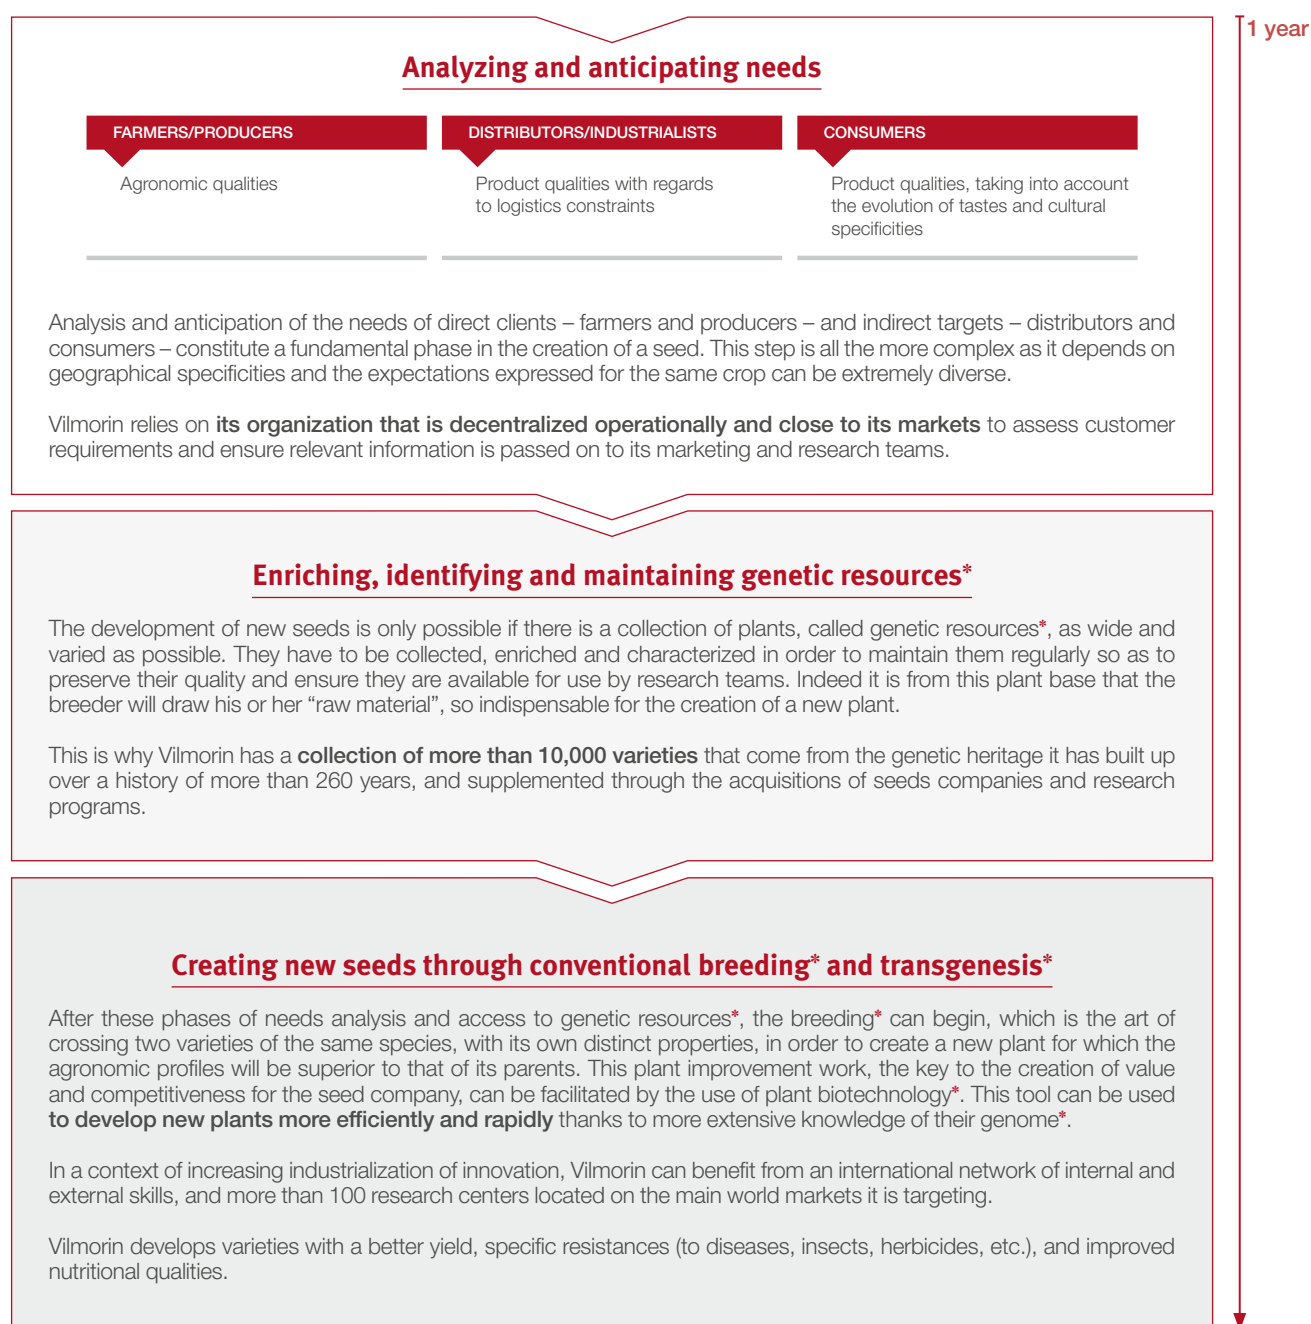 1 year
Analyzing and anticipating needs
FARMERS/PRODUCERS
Agronomic qualities
DISTRIBUTORS/INDUSTRIALISTS
Product qualities with regards
to logistics constraints
CONSUMERS
Product qualities, taking into account
the evolution of tastes and cultural
specificities
Analysis and anticipation of the needs of direct clients – farmers and producers – and indirect targets – distributors and
consumers – constitute a fundamental phase in the creation of a seed. This step is all the more complex as it depends on
geographical specificities and the expectations expressed for the same crop can be extremely diverse.
Vilmorin relies on its organization that is decentralized operationally and close to its markets to assess customer
requirements and ensure relevant information is passed on to its marketing and research teams.
Enriching, identifying and maintaining genetic resources*
The development of new seeds is only possible if there is a collection of plants, called genetic resources*, as wide and
varied as possible. They have to be collected, enriched and characterized in order to maintain them regularly so as to
preserve their quality and ensure they are available for use by research teams. Indeed it is from this plant base that the
breeder will draw his or her “raw material”, so indispensable for the creation of a new plant.
This is why Vilmorin has a collection of more than 10,000 varieties that come from the genetic heritage it has built up
over a history of more than 260 years, and supplemented through the acquisitions of seeds companies and research
programs.
Creating new seeds through conventional breeding* and transgenesis*
After these phases of needs analysis and access to genetic resources*, the breeding* can begin, which is the art of
crossing two varieties of the same species, with its own distinct properties, in order to create a new plant for which the
agronomic profiles will be superior to that of its parents. This plant improvement work, the key to the creation of value
and competitiveness for the seed company, can be facilitated by the use of plant biotechnology*. This tool can be used
to develop new plants more efficiently and rapidly thanks to more extensive knowledge of their genome*.
In a context of increasing industrialization of innovation, Vilmorin can benefit from an international network of internal and
external skills, and more than 100 research centers located on the main world markets it is targeting.
Vilmorin develops varieties with a better yield, specific resistances (to diseases, insects, herbicides, etc.), and improved
nutritional qualities.